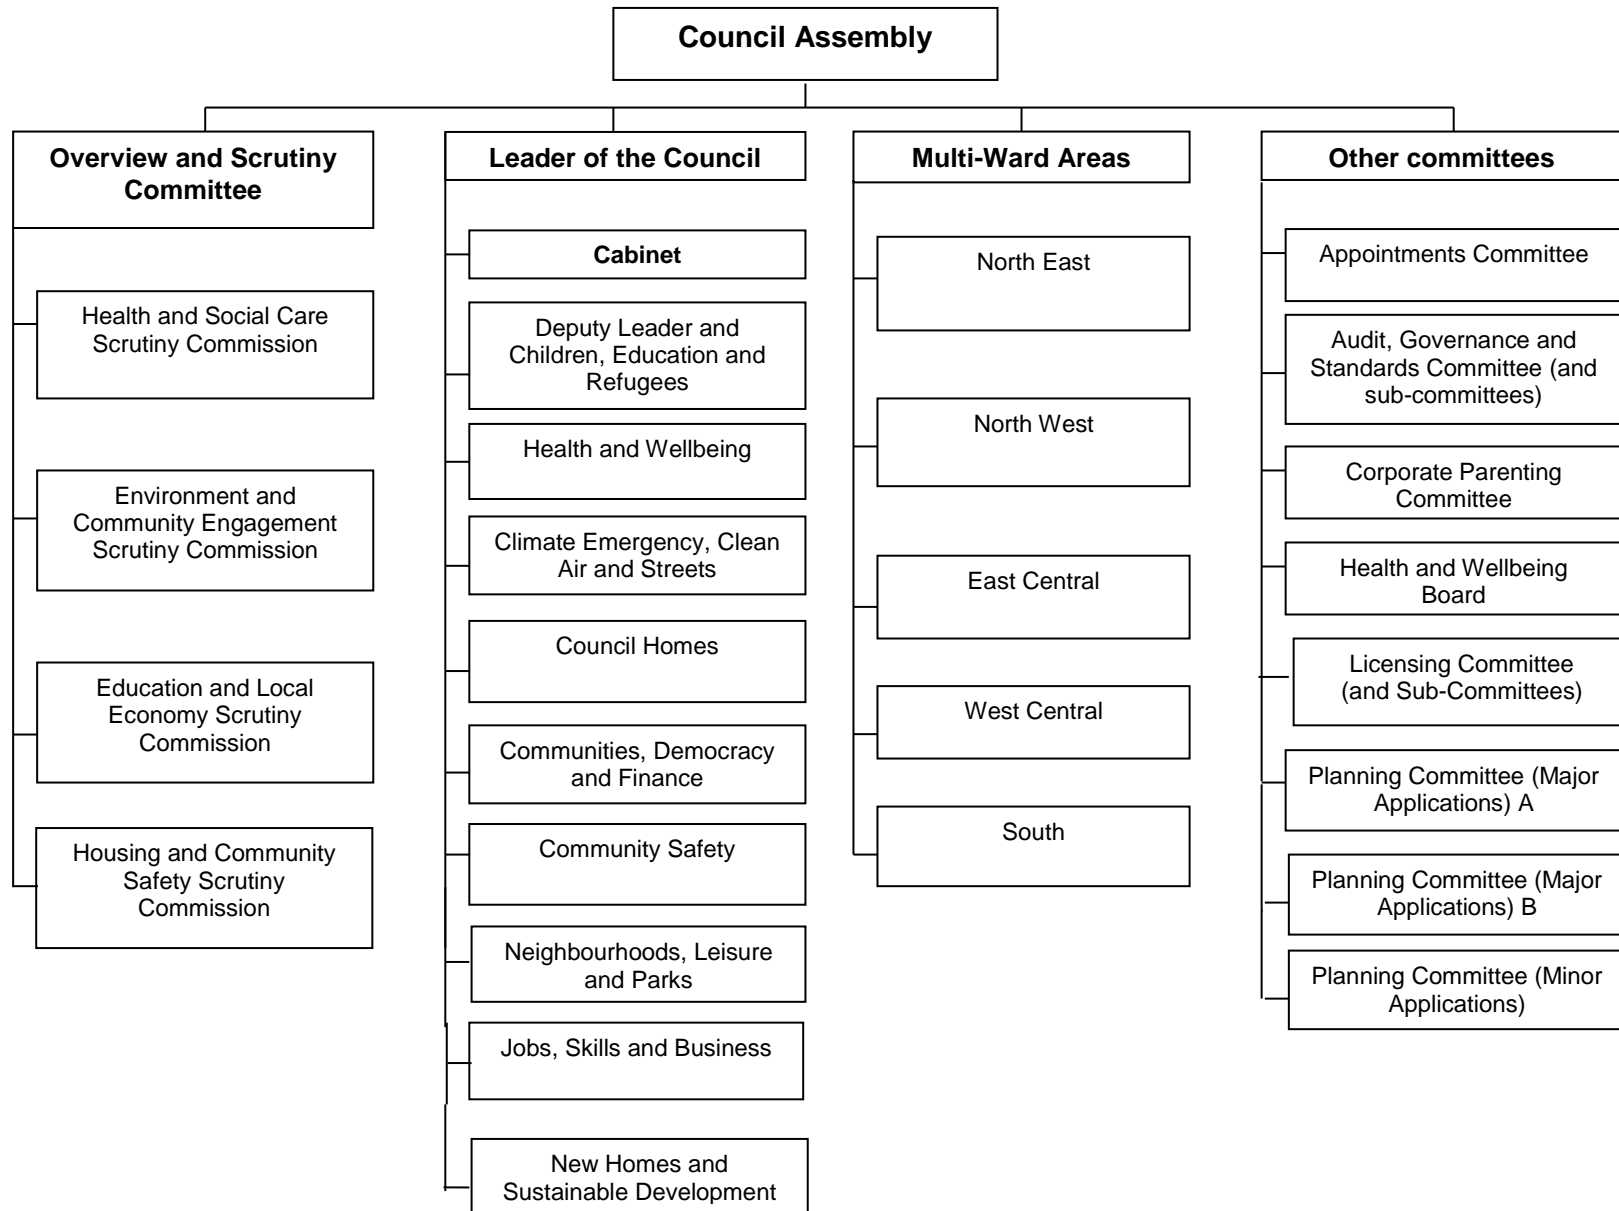 Council Assembly
Overview and Scrutiny
Committee
Health and Social Care
Scrutiny Commission
Environment and
Community Engagement
Scrutiny Commission
Education and Local
Economy Scrutiny
Commission
Housing and Community
Safety Scrutiny
Commission
Leader of the Council
Cabinet
Deputy Leader and
Children, Education and
Refugees
Health and Wellbeing
Climate Emergency, Clean
Air and Streets
Council Homes
Communities, Democracy
and Finance
Community Safety
Neighbourhoods, Leisure
and Parks
Jobs, Skills and Business
New Homes and
Sustainable Development
Multi-Ward Areas
North East
North West
East Central
West Central
South
Other committees
Appointments Committee
Audit, Governance and
Standards Committee (and
sub-committees)
Corporate Parenting
Committee
Health and Wellbeing
Board
Licensing Committee
(and Sub-Committees)
Planning Committee (Major
Applications) A
Planning Committee (Major
Applications) B
Planning Committee (Minor
Applications)